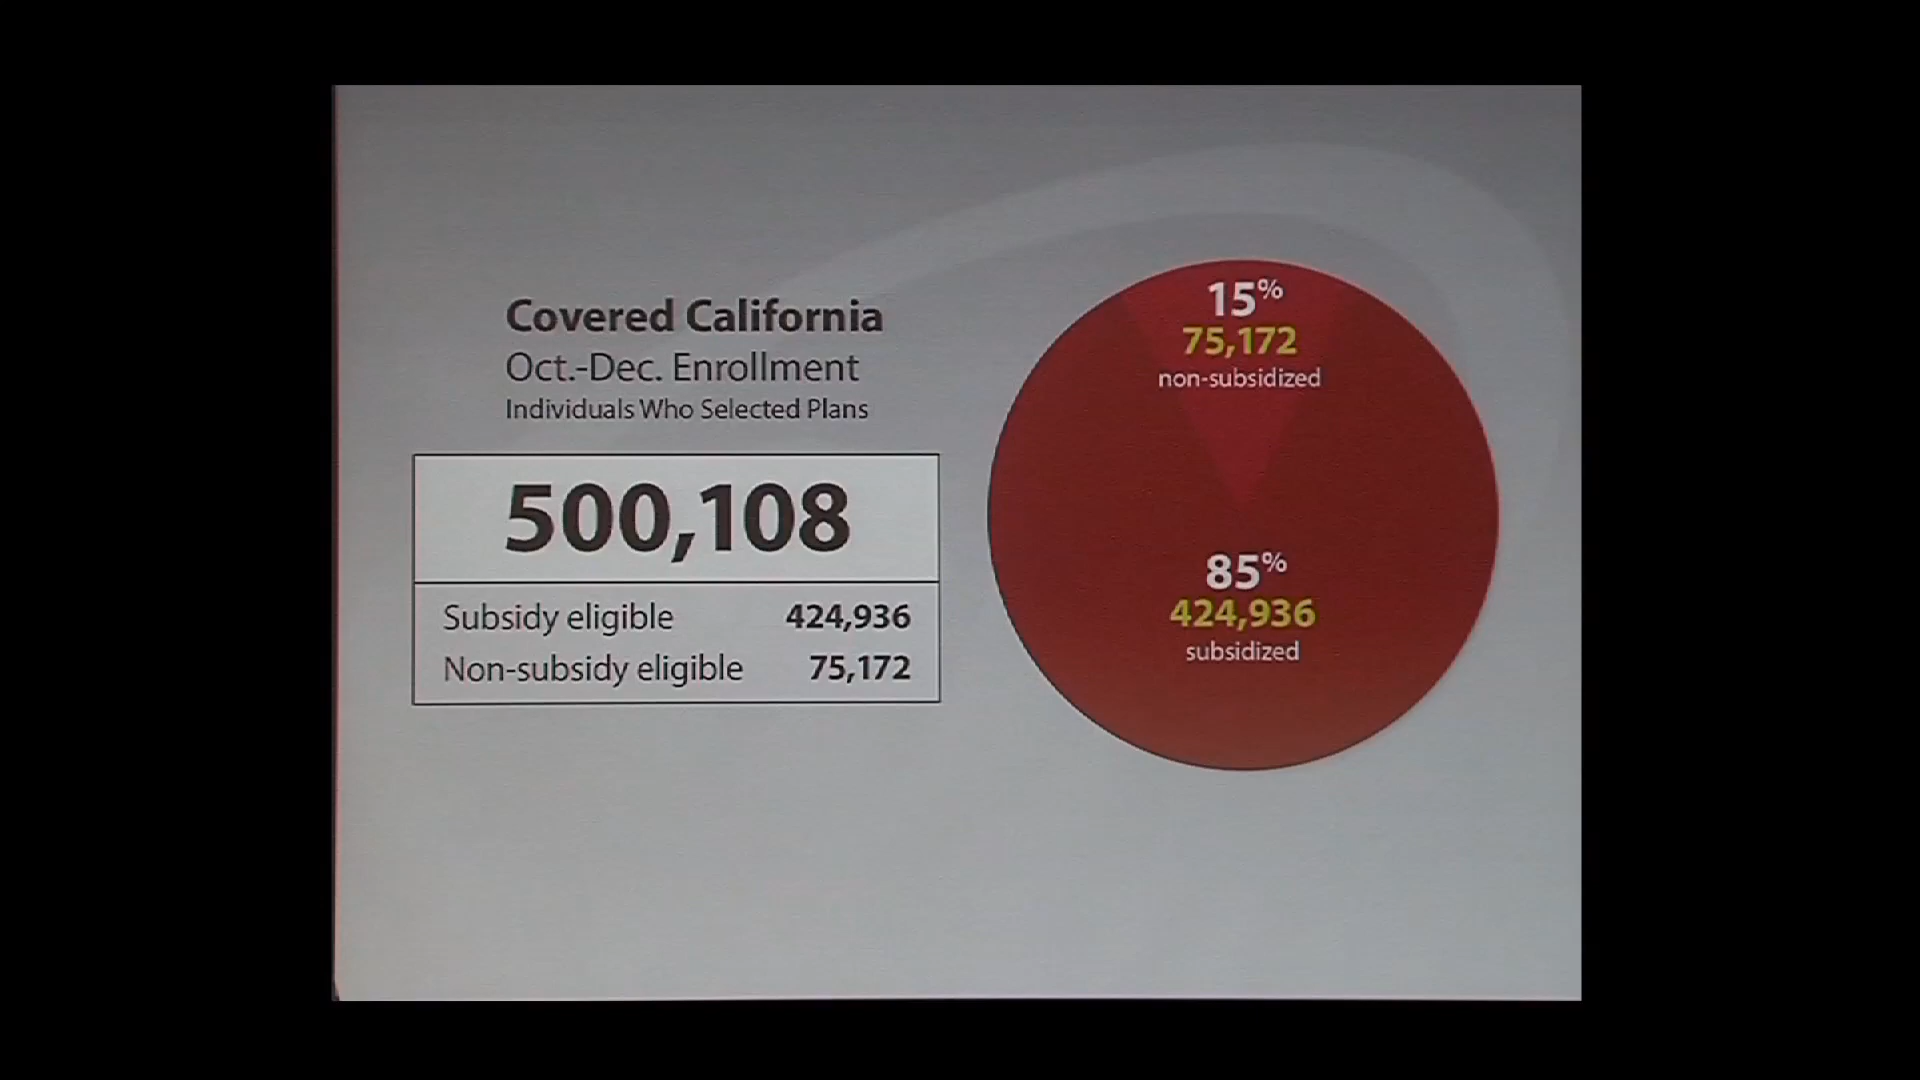 Covered California
Oct.-Dec. Enrollment
Individuals Who Selected Plans
500,108
Subsidy eligible 424,936
Non-subsidy eligible 75,172
15%
75,172
non-subsidized
85%
424,936
subsidized